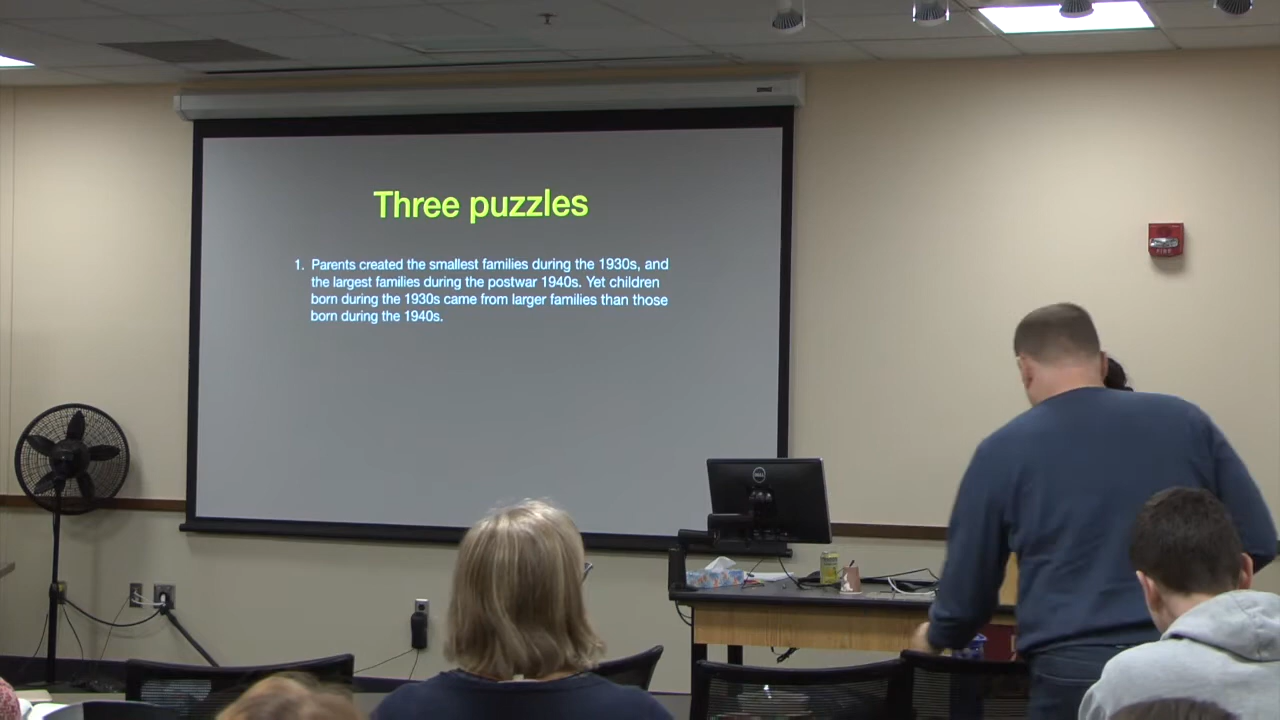 Three puzzles
1. Parents created the smallest families during the 1930s, and
the largest families during the postwar 1940s. Yet children
born during the 1930s came from larger families than those
born during the 1940s.
DELL
FIRE